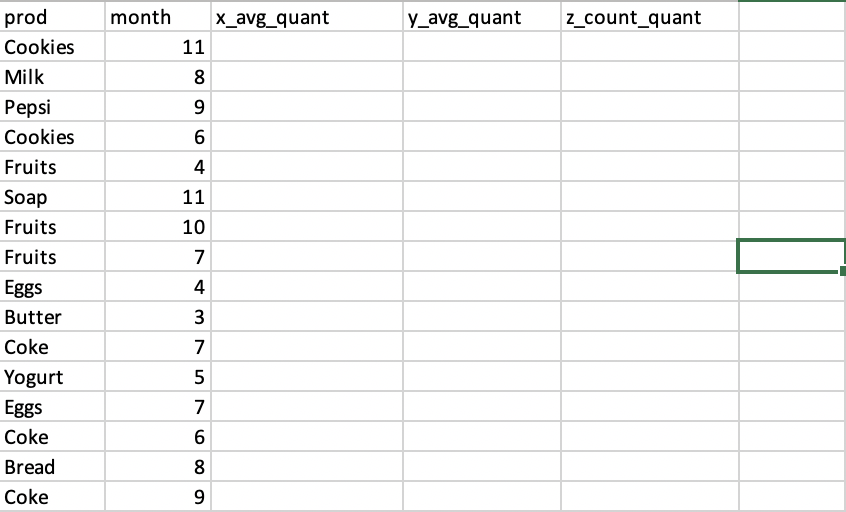 prod month x_avg_quant y_avg_quant z_count_quant
Cookies 11
Milk 8
Pepsi 9
Cookies 6
Fruits 4
Soap 11
Fruits 10
Fruits 7
Eggs 4
Butter 3
Coke 7
Yogurt 5
Eggs 7
Coke 6
Bread 8
Coke 9